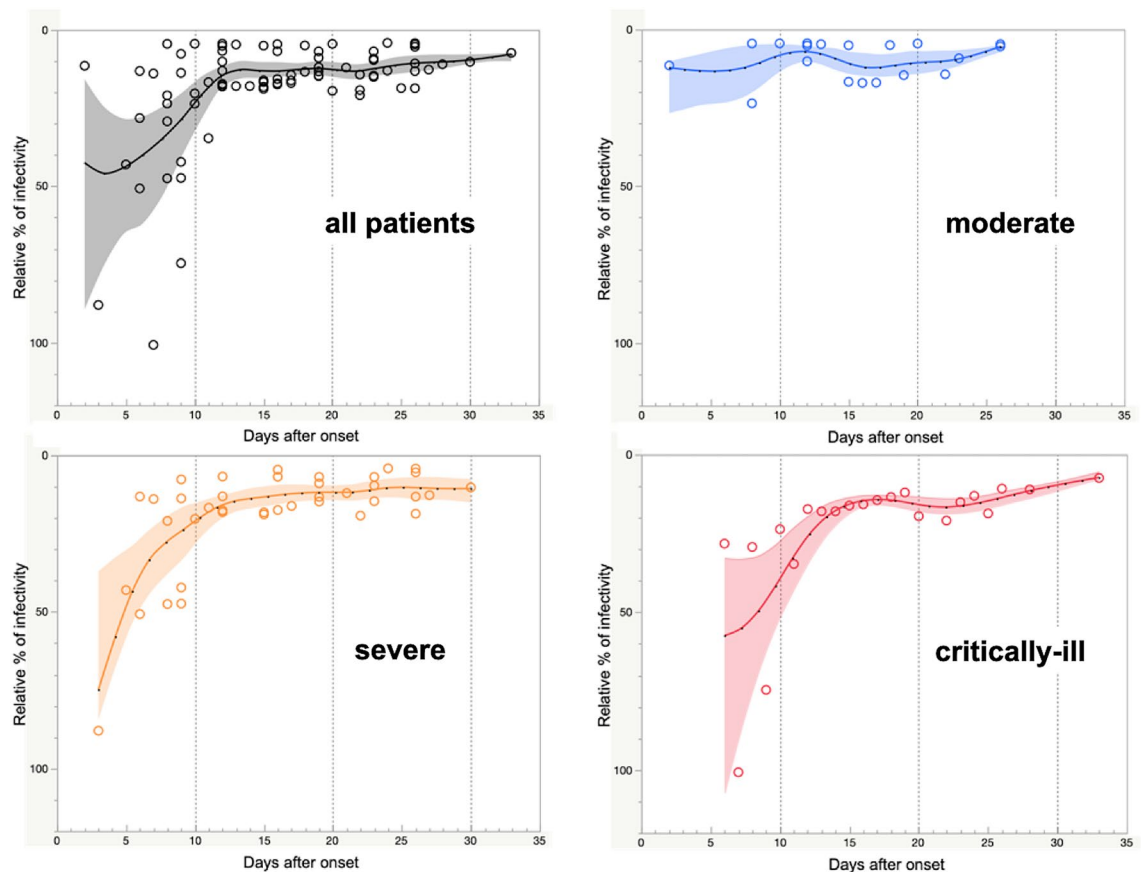 0
50
100
Relative % of infectivity
all patients
0 5 10 15 20 25 30 35
Days after onset
0
50
100
Relative % of infectivity
moderate
0 5 10 15 20 25 30 35
Days after onset
0
50
100
Relative % of infectivity
severe
0 5 10 15 20 25 30 35
Days after onset
0
50
100
Relative % of infectivity
critically-ill
0 5 10 15 20 25 30 35
Days after onset